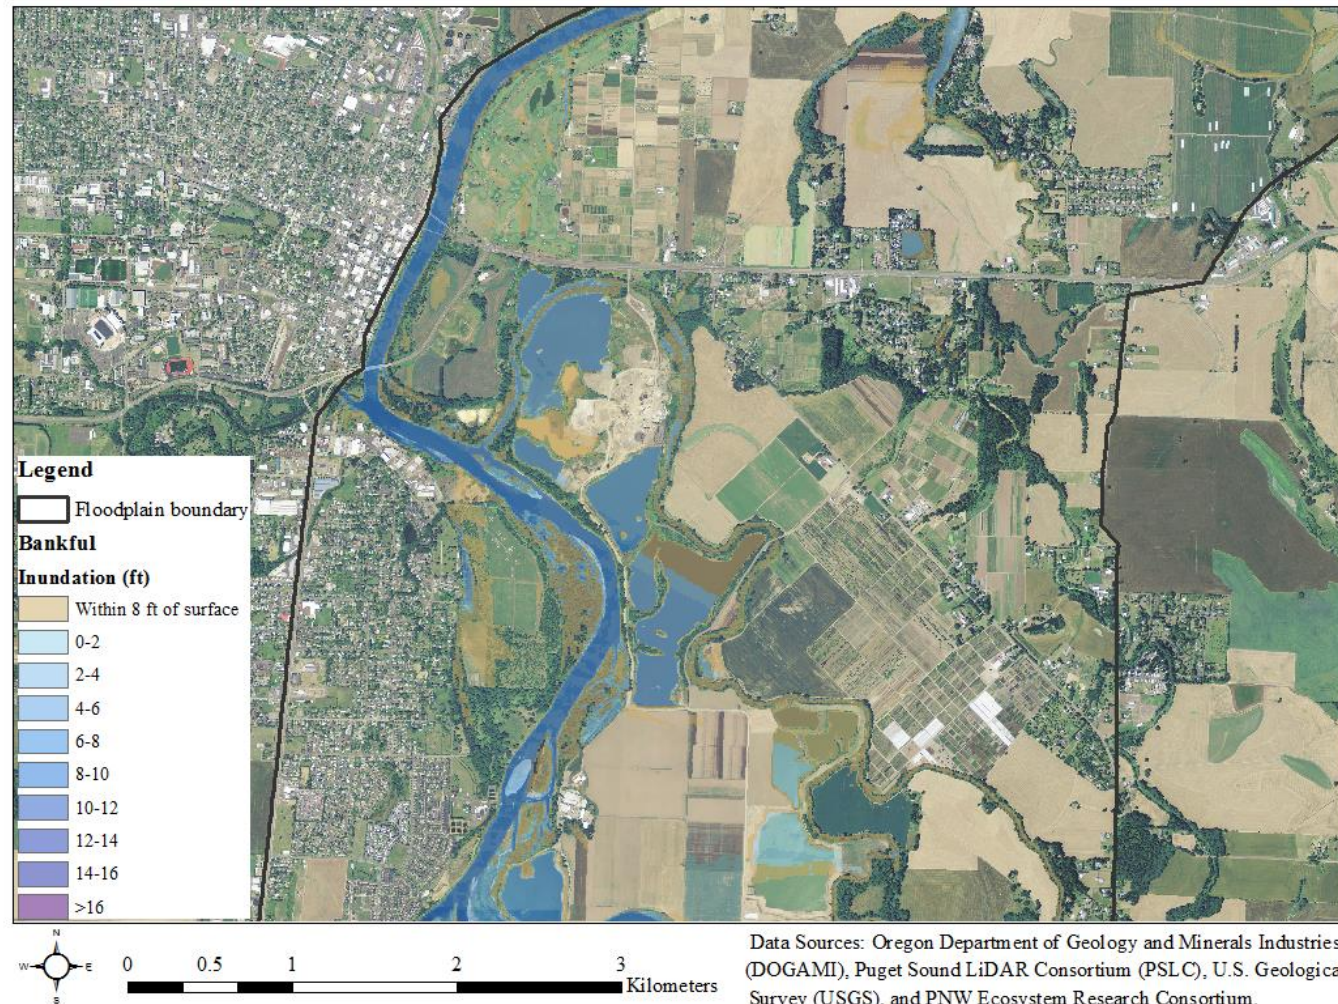 Legend
Floodplain boundary
Bankful
Inundation (ft)
Within 8 ft of surface
0-2
2-4
4-6
6-8
8-10
10-12
12-14
14-16
>16
N
W E
S
0 0.5 1 2 3
Kilometers
Data Sources: Oregon Department of Geology and Minerals Industries
(DOGAMI), Puget Sound LiDAR Consortium (PSLC), U.S. Geologica
Survey (USGS), and PNW Ecosystem Research Consortium